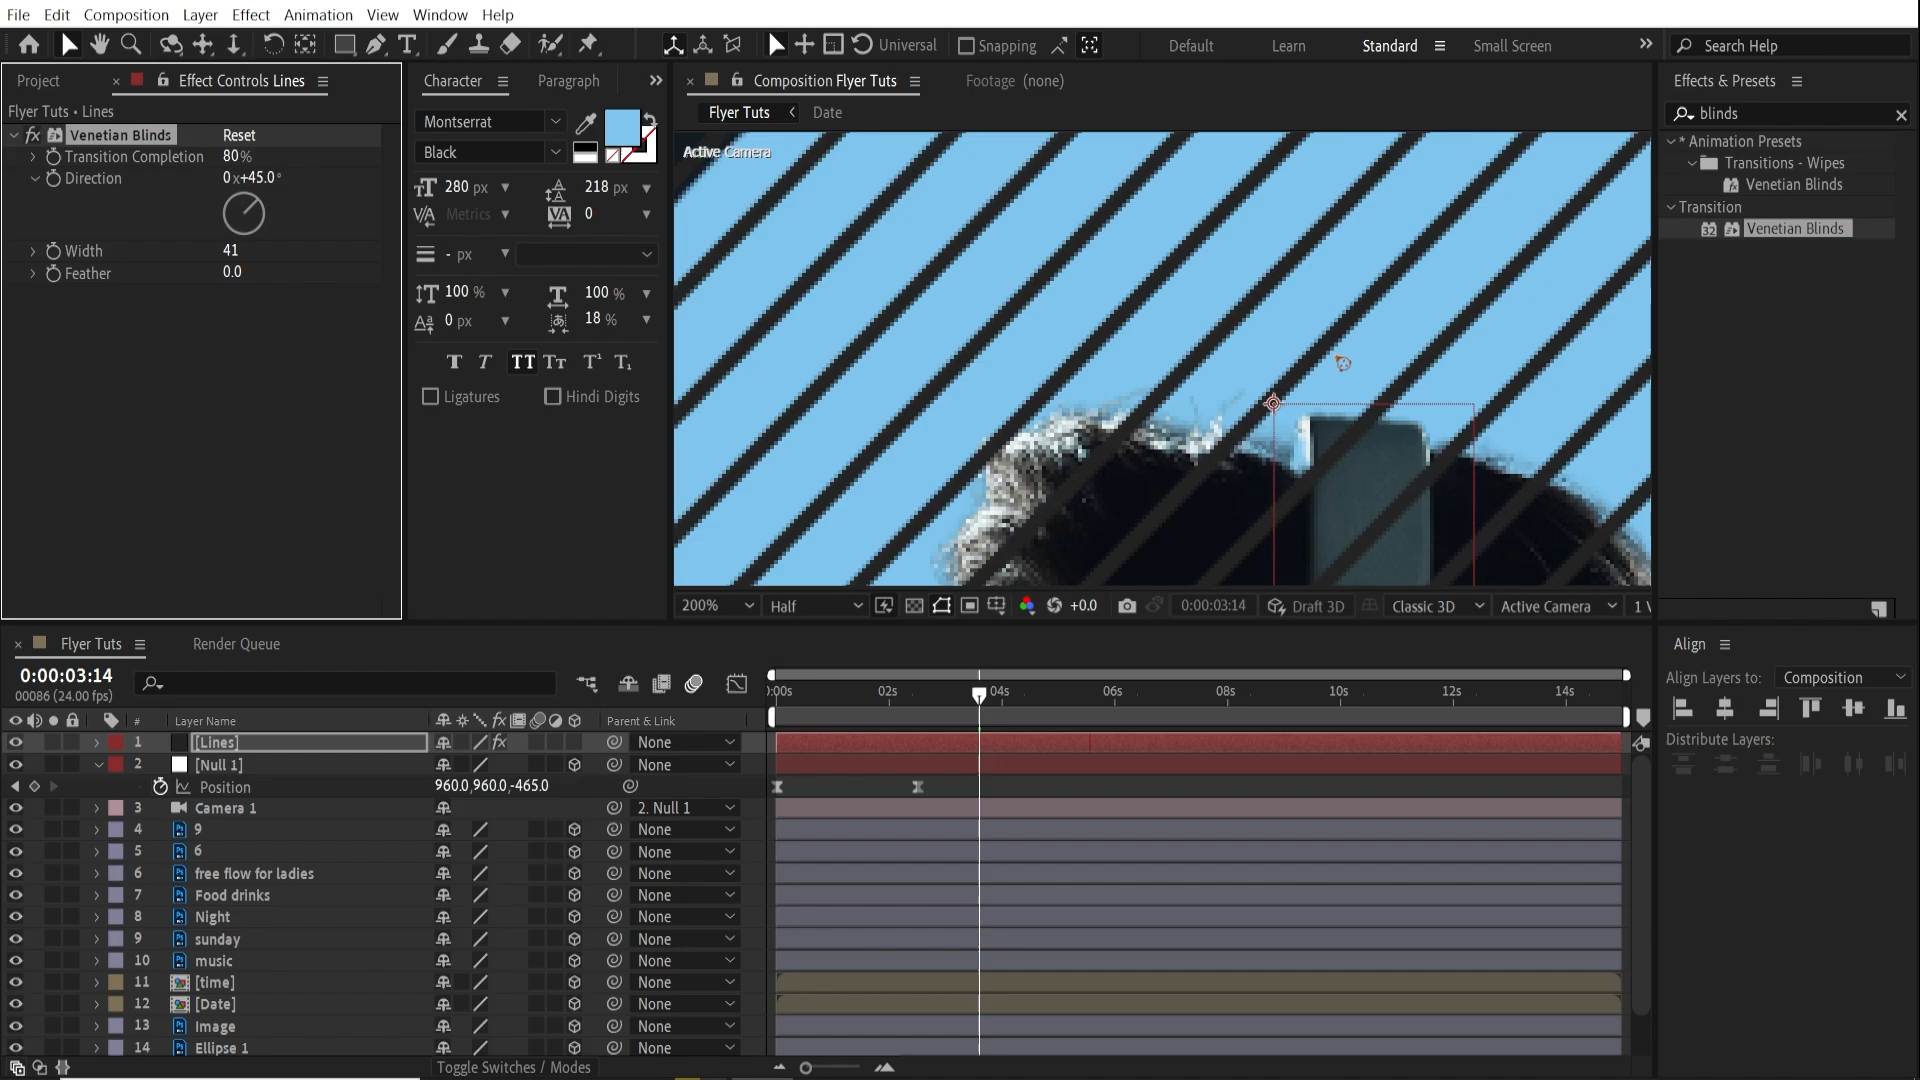 File Edit Composition Layer Effect Animation View Window Help
Universal Snapping Default Learn Standard Small Screen Search Help
Project Effect Controls Lines
Flyer Tuts • Lines
fx Venetian Blinds Reset
Transition Completion 80%
Direction 0x+45.0°
Width 41
Feather 0.0
Character Paragraph
Montserrat
Black
280 px 218 px
Metrics 0
- px
100 % 100 %
0 px 18 %
Ligatures Hindi Digits
Composition Flyer Tuts Footage (none)
Flyer Tuts Date
Active Camera
200% Half +0.0 0:00:03:14 Draft 3D Classic 3D Active Camera 1 V
Effects & Presets
blinds
* Animation Presets
Transitions - Wipes
Venetian Blinds
Transition
32 Venetian Blinds
Flyer Tuts Render Queue
0:00:03:14
00086 (24.00 fps)
# Layer Name fx Parent & Link
):00s 02s 04s 06s 08s 10s 12s 14s
1 [Lines] fx None
2 [Null 1] None
Position 960.0,960.0,-465.0
3 Camera 1 2. Null 1
4 9 None
5 6 None
6 free flow for ladies None
7 Food drinks None
8 Night None
9 sunday None
10 music None
11 [time] None
12 [Date] None
13 Image None
14 Ellipse 1 None
Toggle Switches / Modes
Align
Align Layers to: Composition
Distribute Layers: